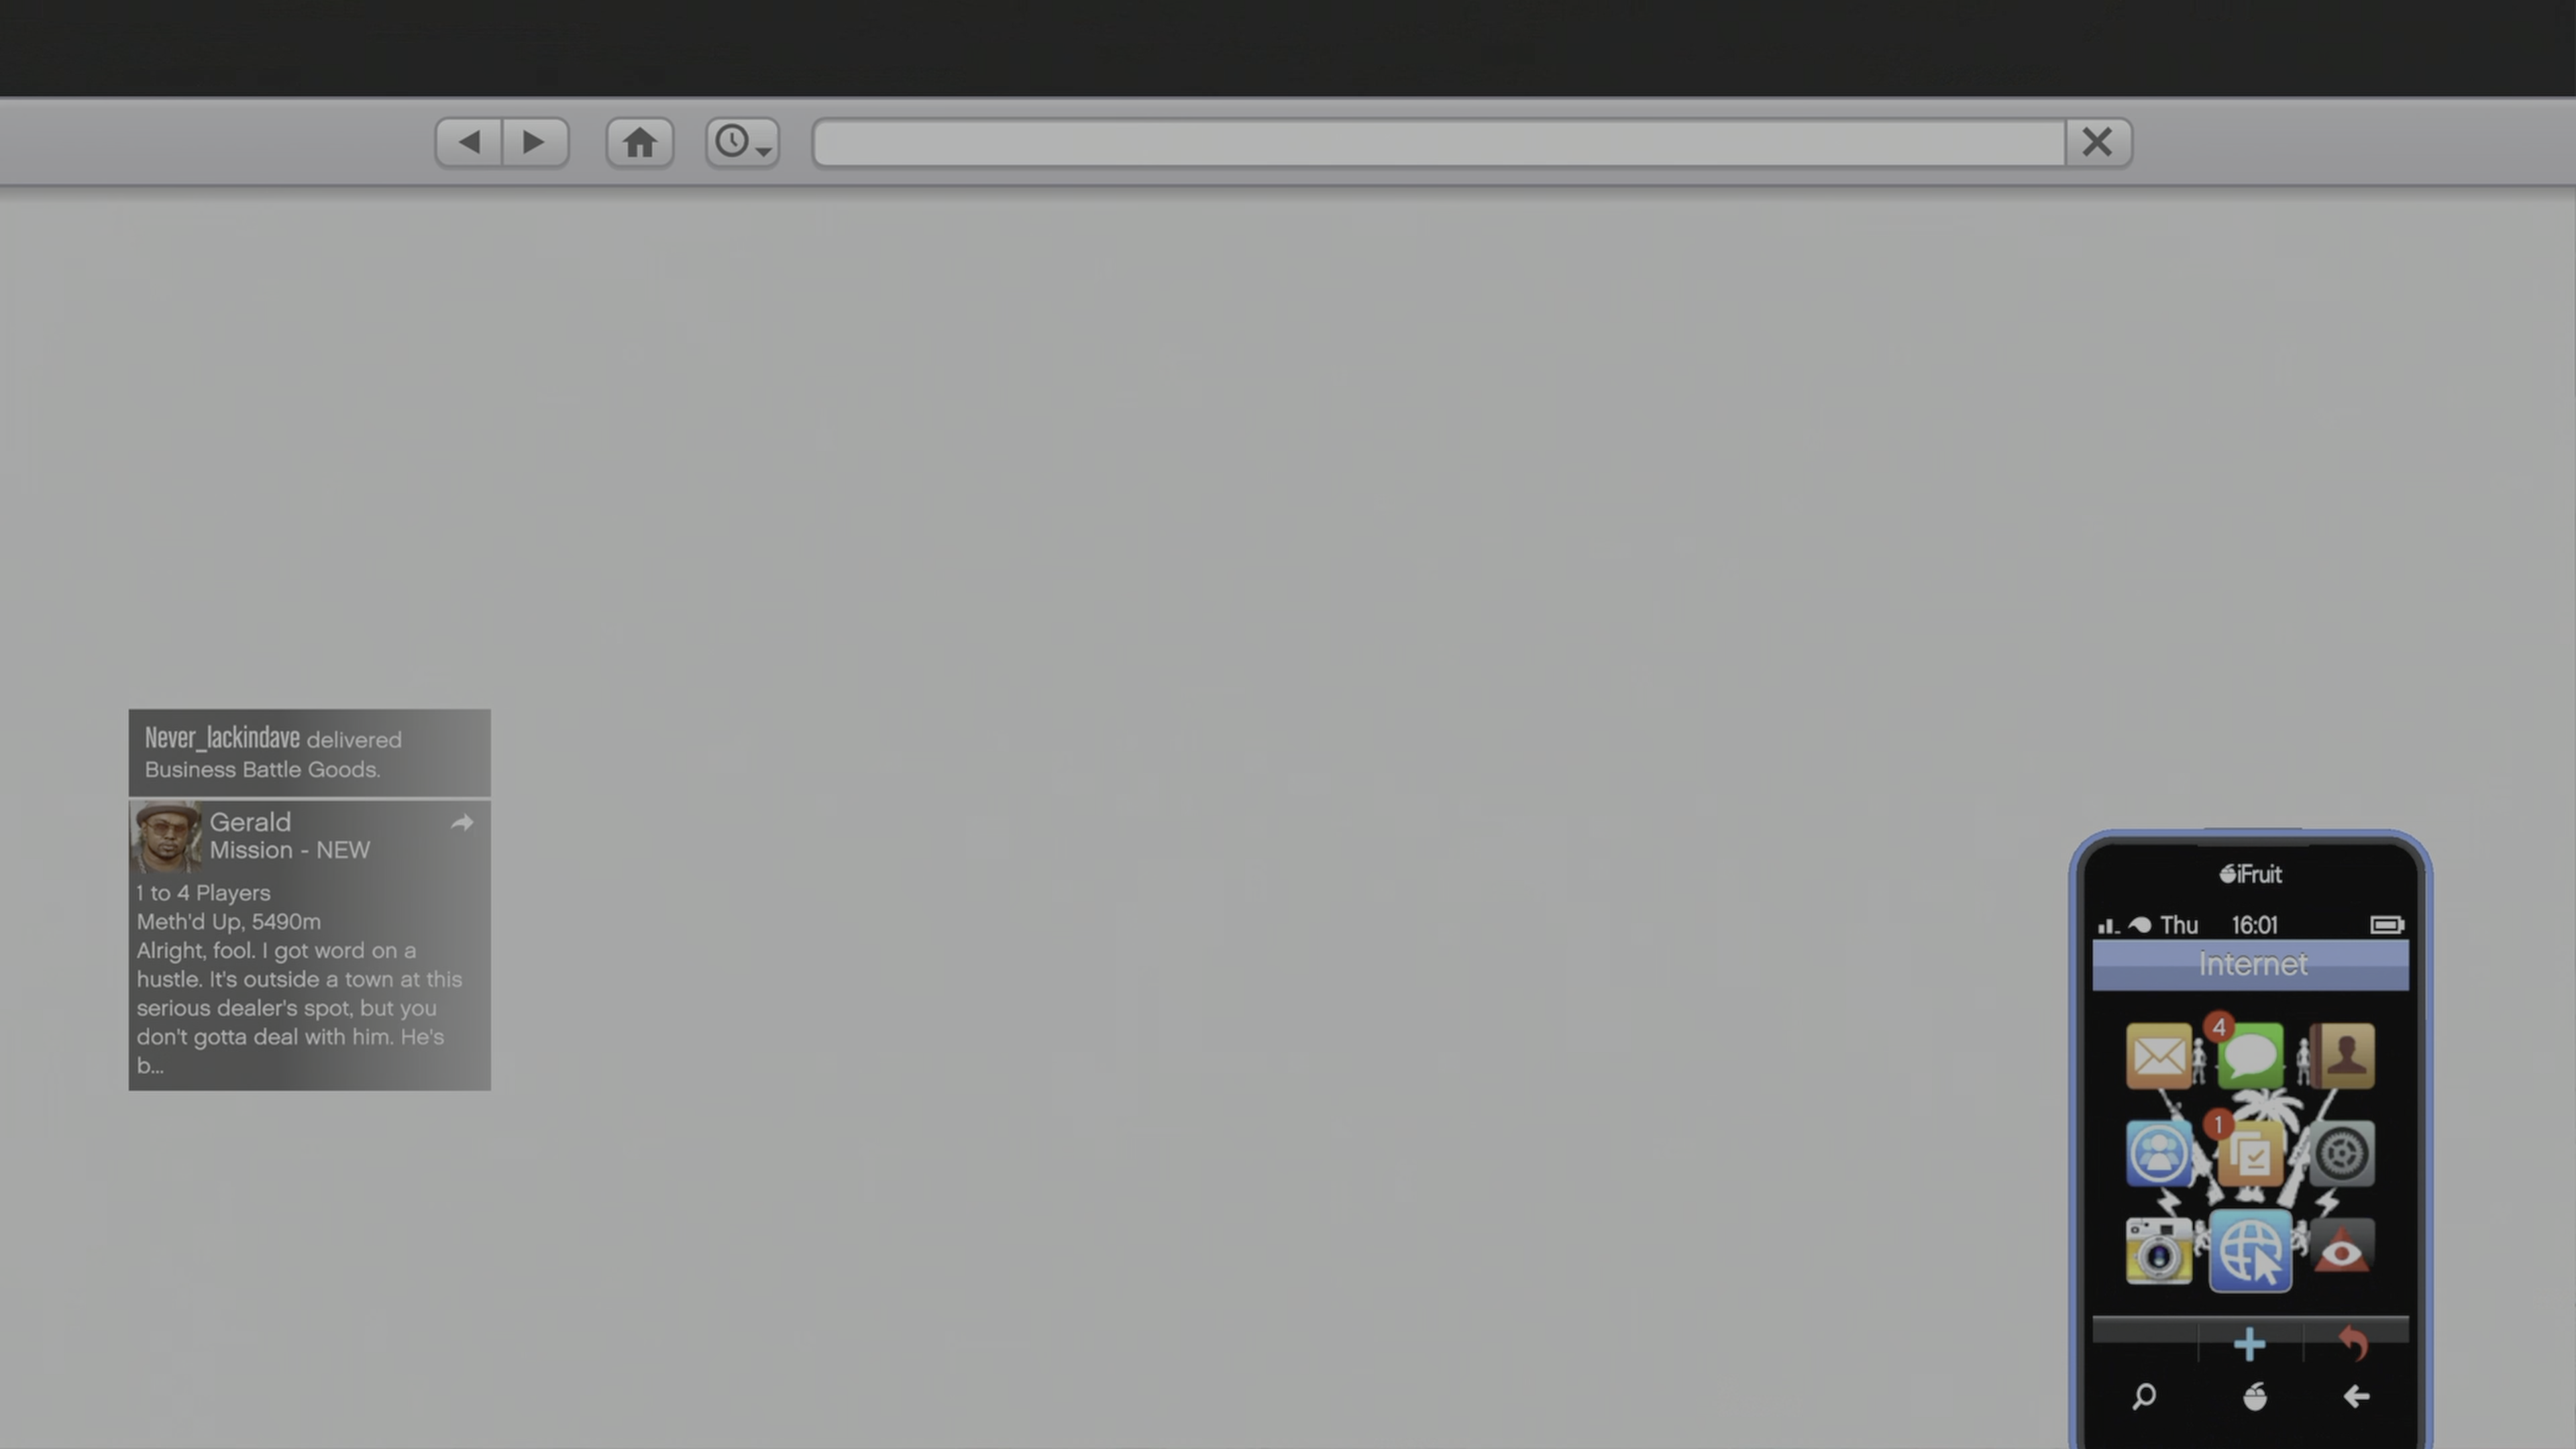 Never_lackindave delivered
Business Battle Goods.
Gerald
Mission - NEW
1 to 4 Players
Meth'd Up, 5490m
Alright, fool. I got word on a
hustle. It's outside a town at this
serious dealer's spot, but you
don't gotta deal with him. He's
b...
iFruit
Thu 16:01
Internet
4
1